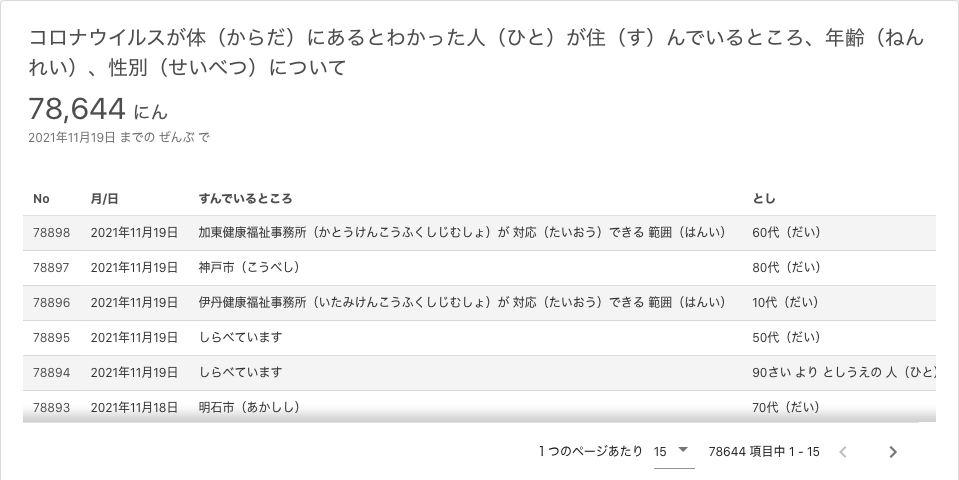 コロナウイルスが体（からだ）にあるとわかった人（ひと）が住（す）んでいるところ、年齢（ねん
れい）、性別（せいべつ）について
78,644 にん
2021年11月19日 までの ぜんぶ で
No 月/日 すんでいるところ とし
78898 2021年11月19日 加東健康福祉事務所（かとうけんこうふくしじむしょ）が 対応（たいおう）できる 範囲（はんい） 60代（だい）
78897 2021年11月19日 神戸市（こうべし） 80代（だい）
78896 2021年11月19日 伊丹健康福祉事務所（いたみけんこうふくしじむしょ）が 対応（たいおう）できる 範囲（はんい） 10代（だい）
78895 2021年11月19日 しらべています 50代（だい）
78894 2021年11月19日 しらべています 90さい より としうえの 人（ひと）
78893 2021年11月18日 明石市（あかしし） 70代（だい）
1 つのページあたり 15 78644 項目中 1 - 15